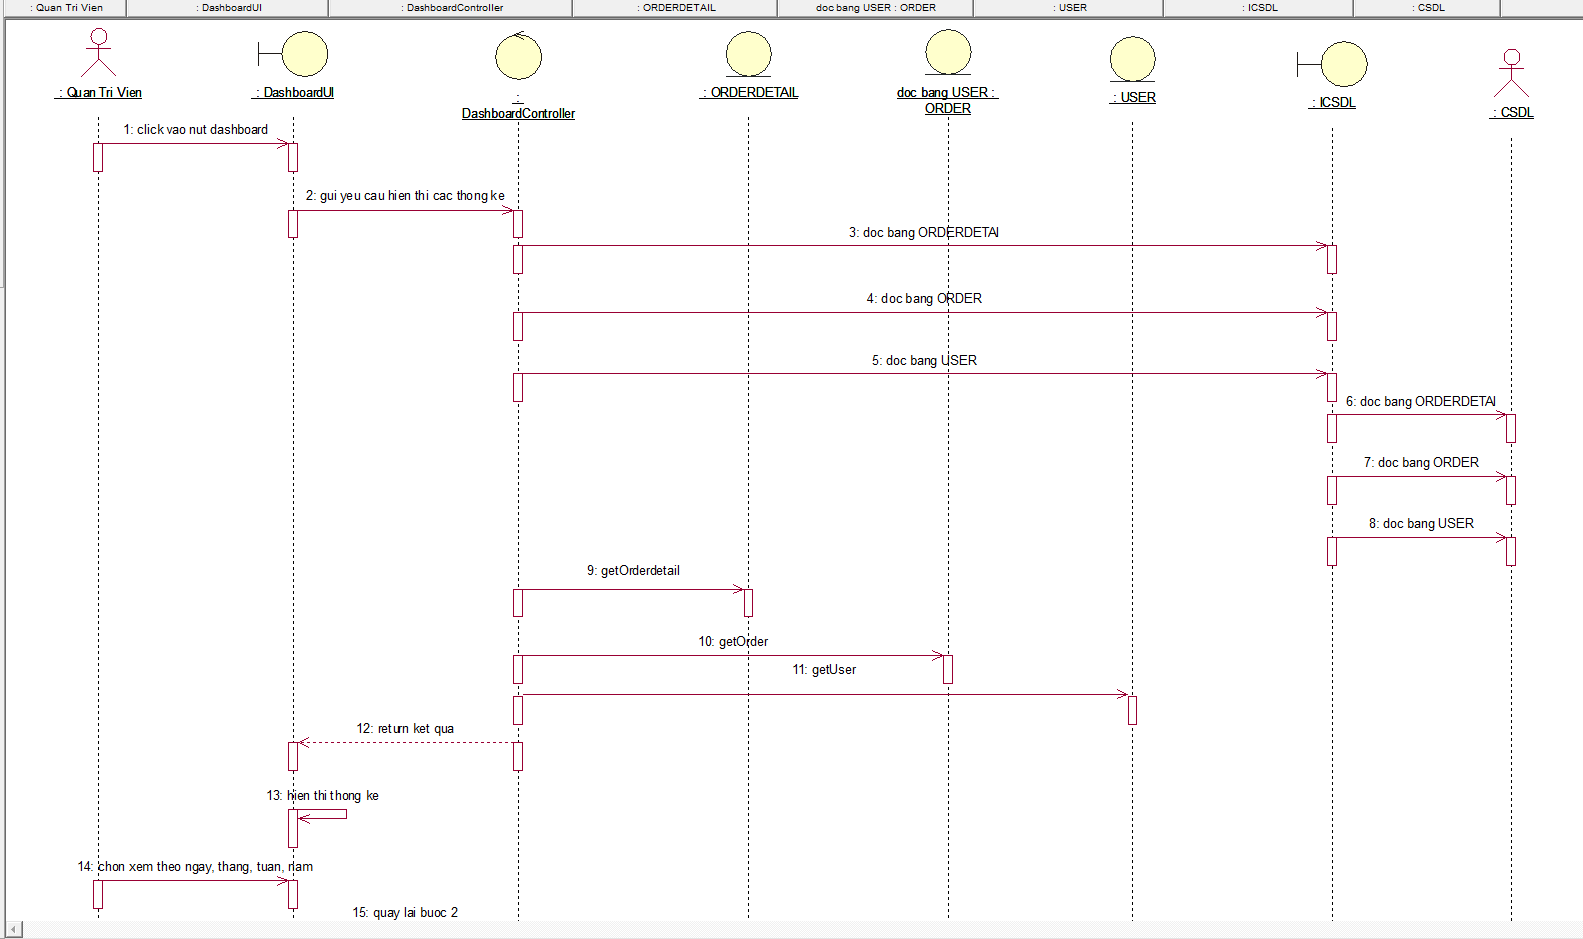 : Quan Tri Vien
: DashboardUI
: DashboardController
: ORDERDETAIL
doc bang USER : ORDER
: USER
: ICSDL
: CSDL
: Quan Tri Vien
: DashboardUI
:
DashboardController
: ORDERDETAIL
doc bang USER :
ORDER
: USER
: ICSDL
: CSDL
1: click vao nut dashboard
2: gui yeu cau hien thi cac thong ke
3: doc bang ORDERDETAI
4: doc bang ORDER
5: doc bang USER
6: doc bang ORDERDETAI
7: doc bang ORDER
8: doc bang USER
9: getOrderdetail
10: getOrder
11: getUser
12: return ket qua
13: hien thi thong ke
14: chon xem theo ngay, thang, tuan, nam
15: quay lai buoc 2